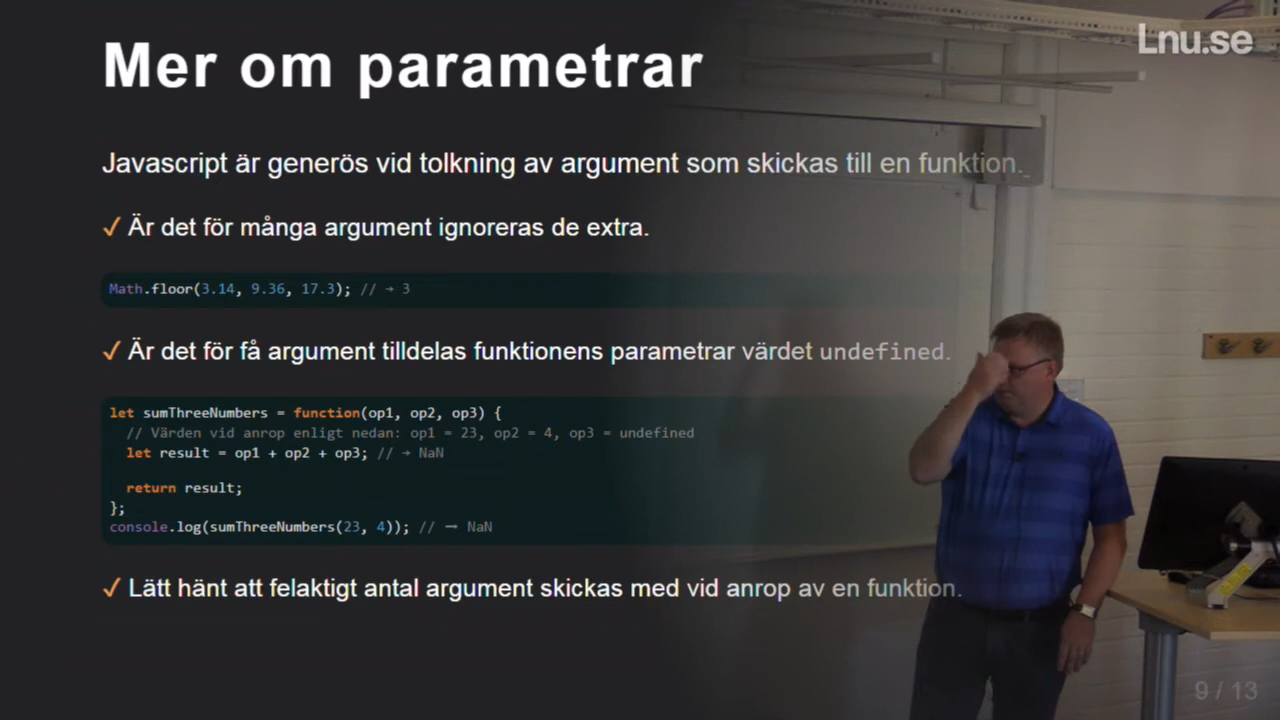 Mer om parametrar
Lnu.se
Javascript är generös vid tolkning av argument som skickas till en funktion.
✓ Är det för många argument ignoreras de extra.
Math.floor(3.14, 9.36, 17.3); // → 3
✓ Är det för få argument tilldelas funktionens parametrar värdet undefined.
let sumThreeNumbers = function(op1, op2, op3) {
// Värden vid anrop enligt nedan: op1 = 23, op2 = 4, op3 = undefined
let result = op1 + op2 + op3; // → NaN
return result;
};
console.log(sumThreeNumbers(23, 4)); // → NaN
✓ Lätt hänt att felaktigt antal argument skickas med vid anrop av en funktion.
9 / 13